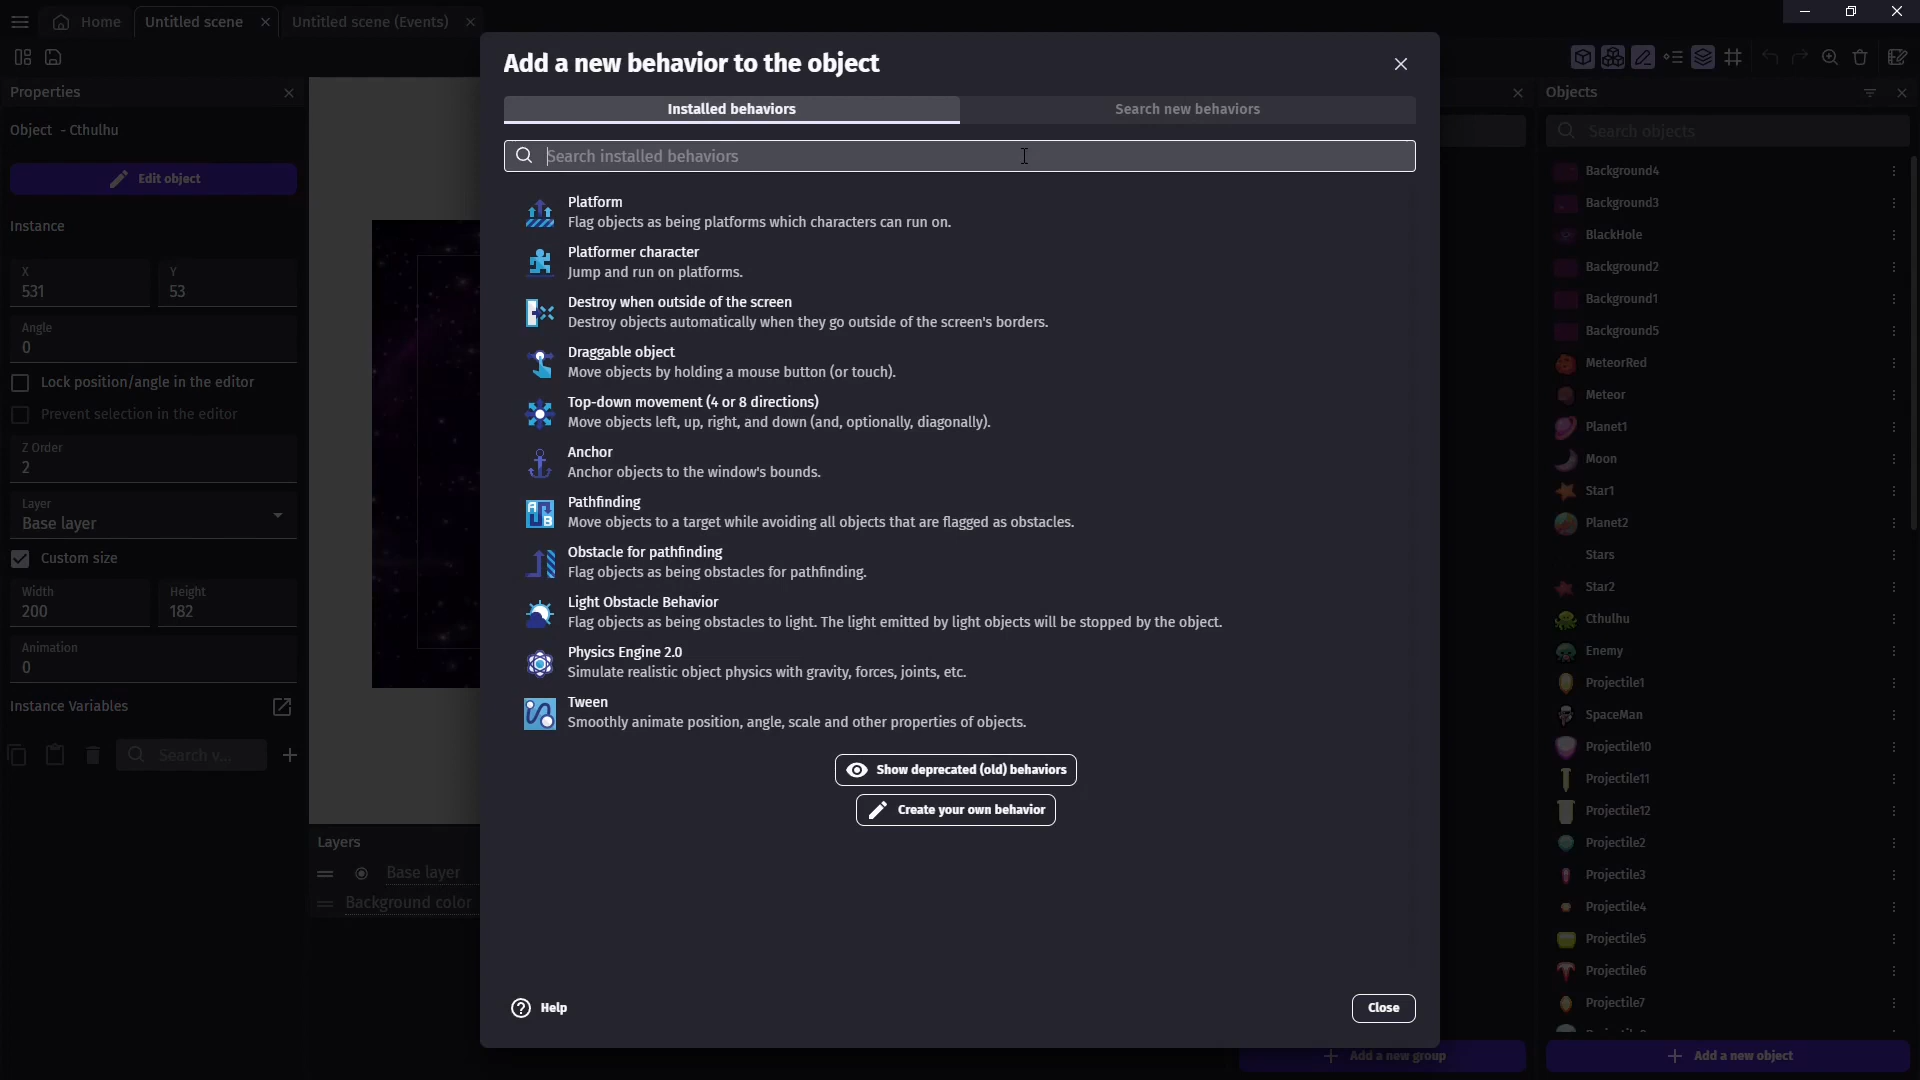 Home
Untitled scene
Untitled scene (Events)
Properties
Object - Cthulhu
Edit object
Instance
X
531
Y
53
Angle
0
Lock position/angle in the editor
Prevent selection in the editor
Z Order
2
Layer
Base layer
Custom size
Width
200
Height
182
Animation
0
Instance Variables
Search v...
Layers
Base layer
Background color
Add a new behavior to the object
Installed behaviors
Search new behaviors
Search installed behaviors
Platform
Flag objects as being platforms which characters can run on.
Platformer character
Jump and run on platforms.
Destroy when outside of the screen
Destroy objects automatically when they go outside of the screen's borders.
Draggable object
Move objects by holding a mouse button (or touch).
Top-down movement (4 or 8 directions)
Move objects left, up, right, and down (and, optionally, diagonally).
Anchor
Anchor objects to the window's bounds.
Pathfinding
Move objects to a target while avoiding all objects that are flagged as obstacles.
Obstacle for pathfinding
Flag objects as being obstacles for pathfinding.
Light Obstacle Behavior
Flag objects as being obstacles to light. The light emitted by light objects will be stopped by the object.
Physics Engine 2.0
Simulate realistic object physics with gravity, forces, joints, etc.
Tween
Smoothly animate position, angle, scale and other properties of objects.
Show deprecated (old) behaviors
Create your own behavior
Help
Close
Add a new group
Objects
Search objects
Background4
Background3
BlackHole
Background2
Background1
Background5
MeteorRed
Meteor
Planet1
Moon
Star1
Planet2
Stars
Star2
Cthulhu
Enemy
Projectile1
SpaceMan
Projectile10
Projectile11
Projectile12
Projectile2
Projectile3
Projectile4
Projectile5
Projectile6
Projectile7
Add a new object